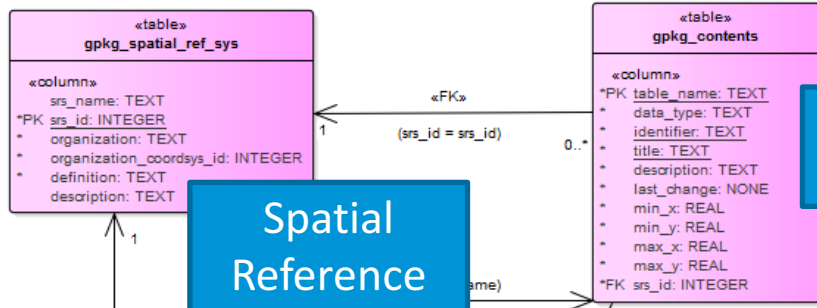 «table»
gpkg_spatial_ref_sys
«column»
srs_name: TEXT
*PK srs_id: INTEGER
* organization: TEXT
* organization_coordsys_id: INTEGER
* definition: TEXT
description: TEXT
1
«FK»
(srs_id = srs_id)
1
0..*
«table»
gpkg_contents
«column»
*PK table_name: TEXT
* data_type: TEXT
* identifier: TEXT
* title: TEXT
* description: TEXT
* last_change: NONE
* min_x: REAL
* min_y: REAL
* max_x: REAL
* max_y: REAL
*FK srs_id: INTEGER
Spatial
Reference